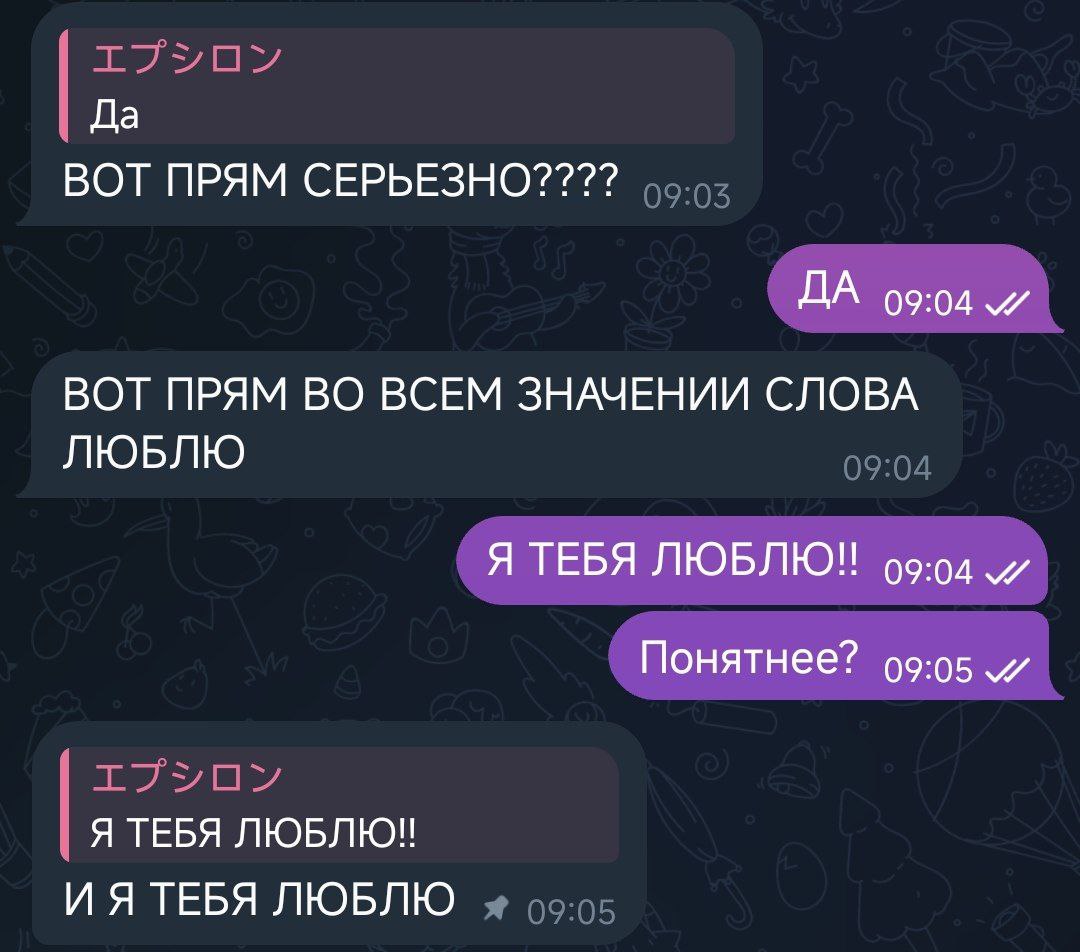 エプシロン
Да
ВОТ ПРЯМ СЕРЬЕЗНО???? 09:03
ДА 09:04
ВОТ ПРЯМ ВО ВСЕМ ЗНАЧЕНИИ СЛОВА
ЛЮБЛЮ 09:04
Я ТЕБЯ ЛЮБЛЮ!! 09:04
Понятнее? 09:05
エプシロン
Я ТЕБЯ ЛЮБЛЮ!!
И Я ТЕБЯ ЛЮБЛЮ 09:05